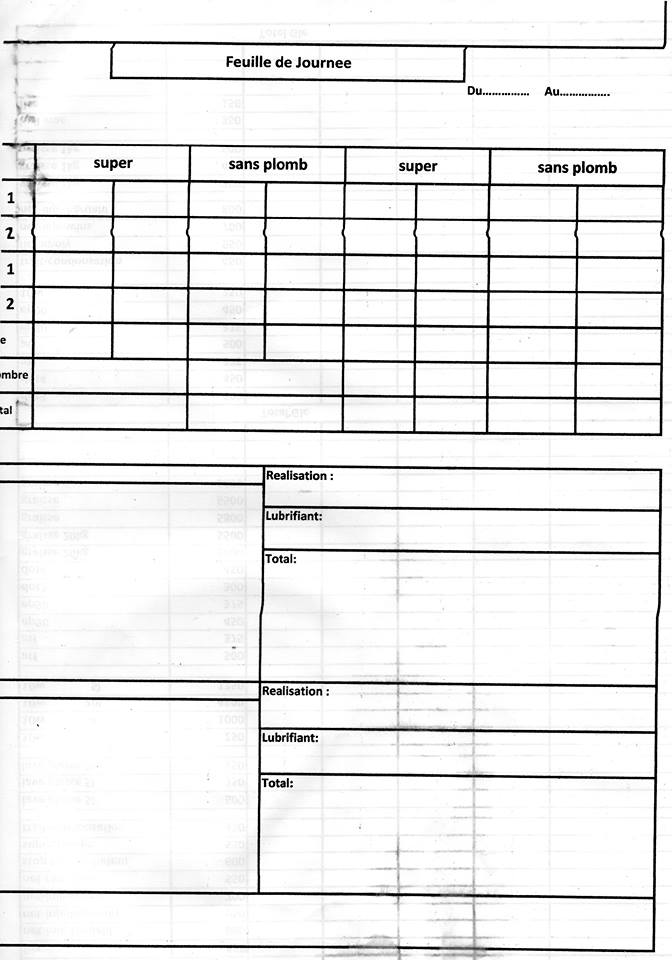 Feuille de Journee
Du............... Au................
super sans plomb super sans plomb
1
2
1
2
e
ombre
tal
Realisation :
Lubrifiant:
Total:
Realisation :
Lubrifiant:
Total: